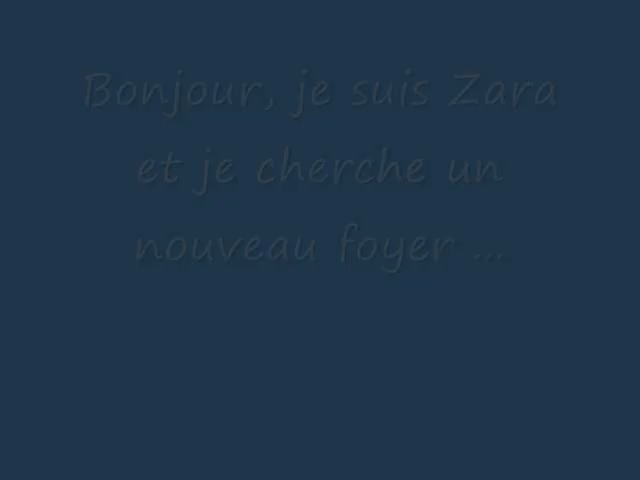 Bonjour, je suis Zara
et je cherche un
nouveau foyer ...